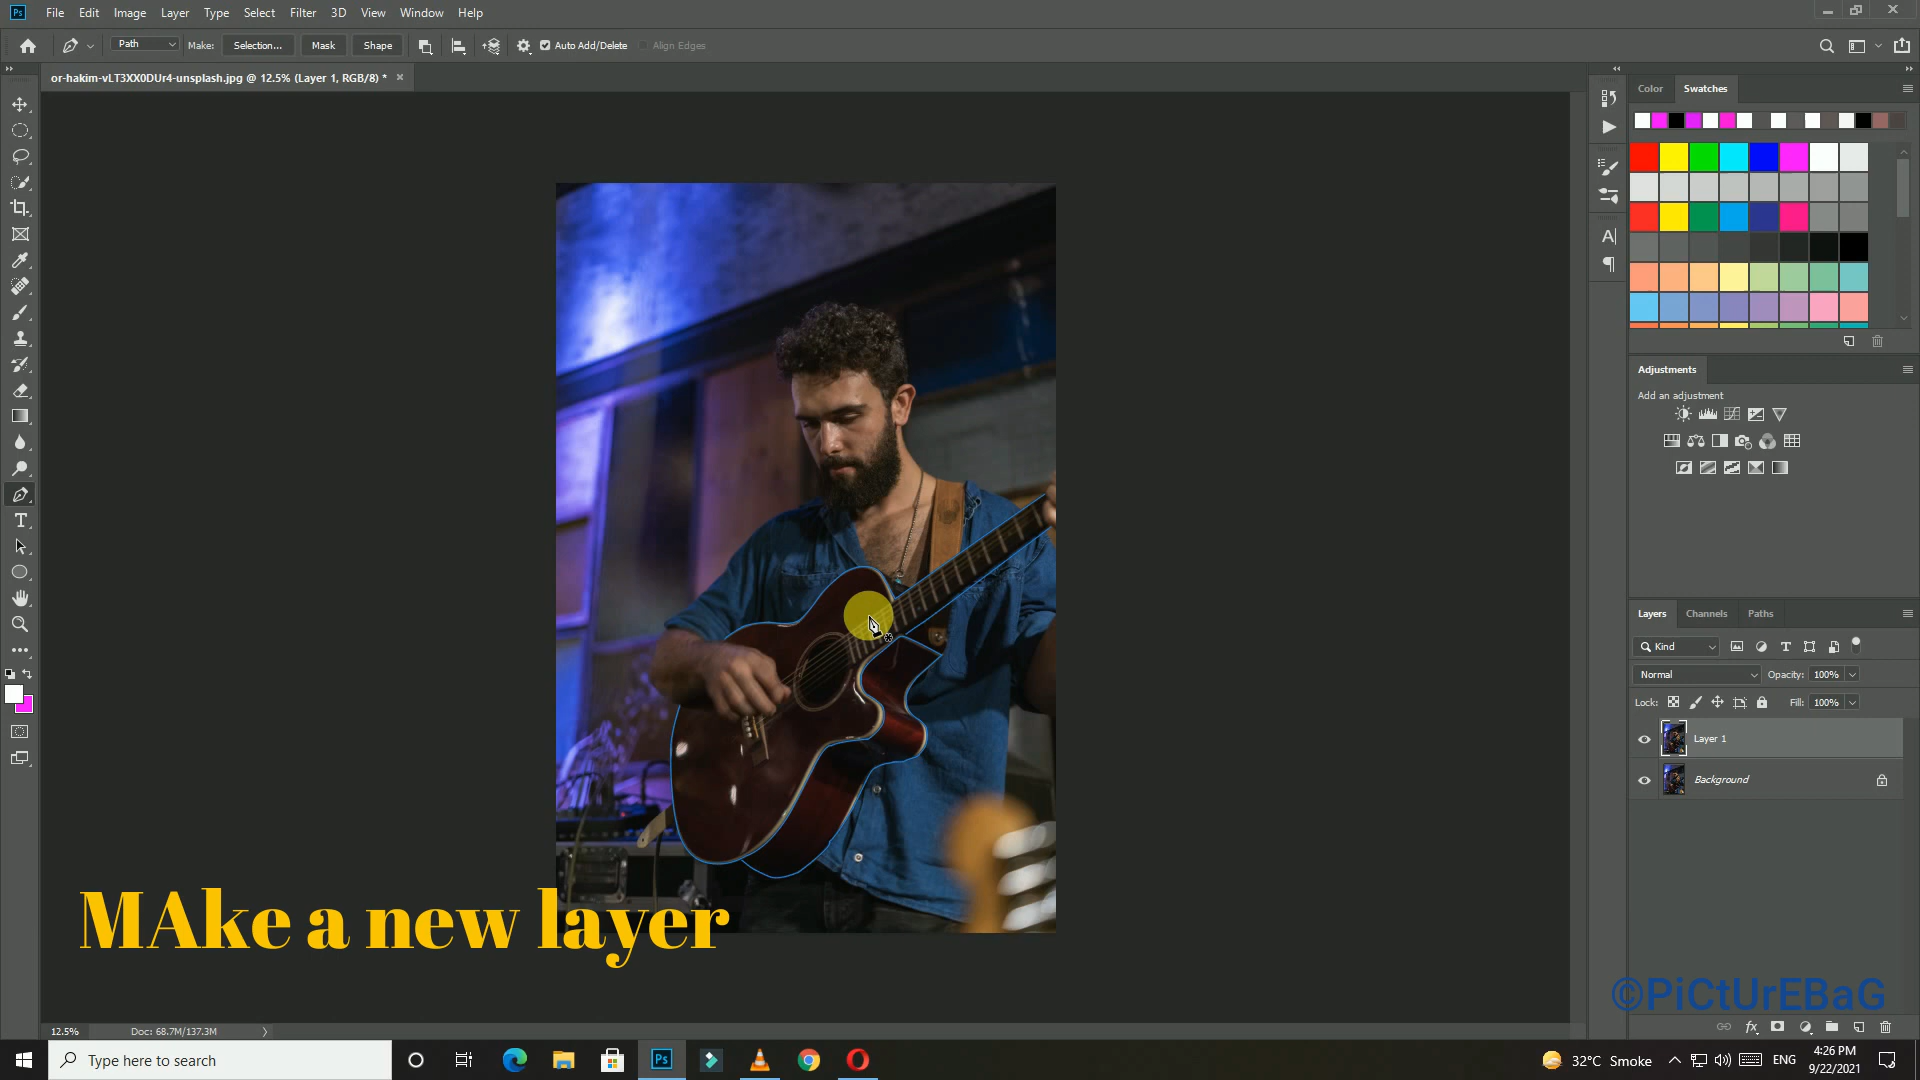 File Edit Image Layer Type Select Filter 3D View Window Help
Path Make: Selection... Mask Shape Auto Add/Delete Align Edges
or-hakim-vLT3XX0DUr4-unsplash.jpg @ 12.5% (Layer 1, RGB/8) *
Color Swatches
Adjustments
Add an adjustment
Layers Channels Paths
Kind
Normal Opacity: 100%
Lock: Fill: 100%
Layer 1
Background
MAke a new layer
©PiCtUrEBaG
12.5% Doc: 68.7M/137.3M
Type here to search
32°C Smoke ENG
4:26 PM
9/22/2021